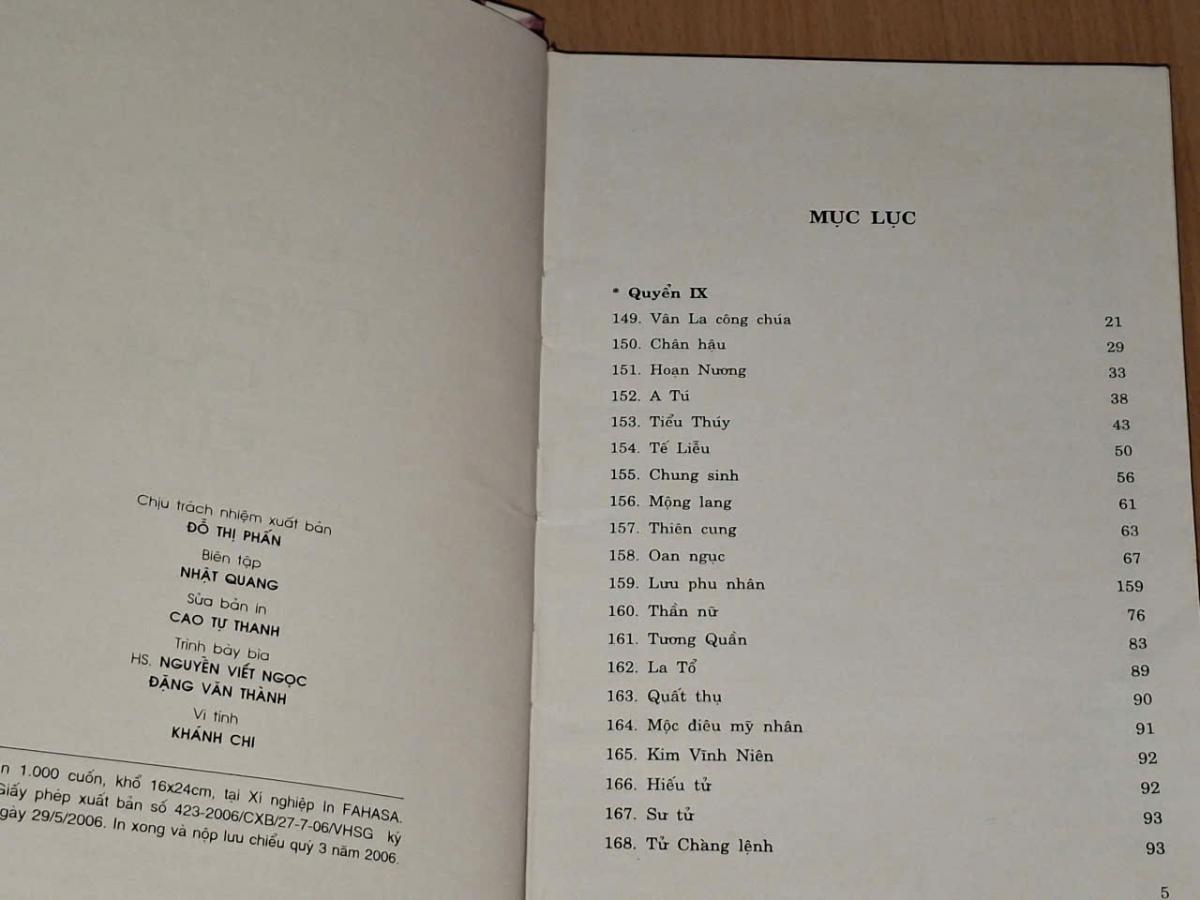 Chịu trách nhiệm xuất bản
ĐỖ THỊ PHẤN
Biên tập
NHẬT QUANG
Sửa bản in
CAO TỰ THANH
Trình bày bìa
HS. NGUYỄN VIẾT NGỌC
ĐẶNG VĂN THÀNH
Vi tính
KHÁNH CHI
1.000 cuốn, khổ 16x24cm, tại Xí nghiệp In FAHASA.
Giấy phép xuất bản số 423-2006/CXB/27-7-06/VHSG ký
29/5/2006. In xong và nộp lưu chiểu quý 3 năm 2006.
MỤC LỤC
* Quyển IX
149. Vân La công chúa 21
150. Chân hậu 29
151. Hoạn Nương 33
152. A Tú 38
153. Tiểu Thúy 43
154. Tế Liễu 50
155. Chung sinh 56
156. Mộng lang 61
157. Thiên cung 63
158. Oan ngục 67
159. Lưu phu nhân 159
160. Thần nữ 76
161. Tương Quần 83
162. La Tổ 89
163. Quất thụ 90
164. Mộc điêu mỹ nhân 91
165. Kim Vĩnh Niên 92
166. Hiếu tử 92
167. Sư tử 93
168. Tử Chàng lệnh 93
5